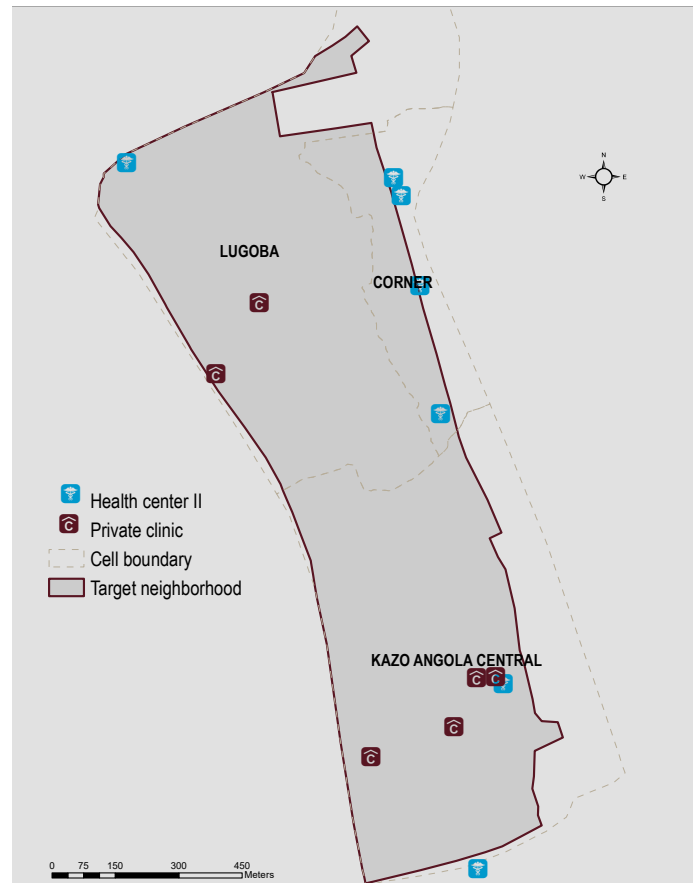 N
W E
S
LUGOBA
CORNER
C
C
Health center II
C Private clinic
Cell boundary
Target neighborhood
KAZO ANGOLA CENTRAL
C C
C
C
0 75 150 300 450
Meters